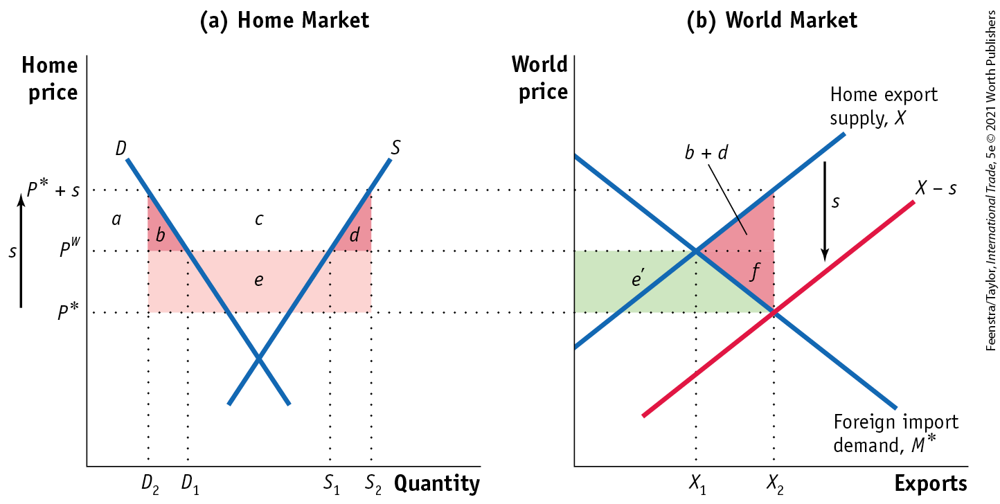 (a) Home Market
Home
price
D
S
P* + s
a
b
c
d
s
Pᵂ
e
P*
D₂
D₁
S₁
S₂
Quantity
(b) World Market
World
price
Home export
supply, X
b + d
X – s
s
e′
f
Foreign import
demand, M*
X₁
X₂
Exports
Feenstra/Taylor, International Trade, 5e © 2021 Worth Publishers